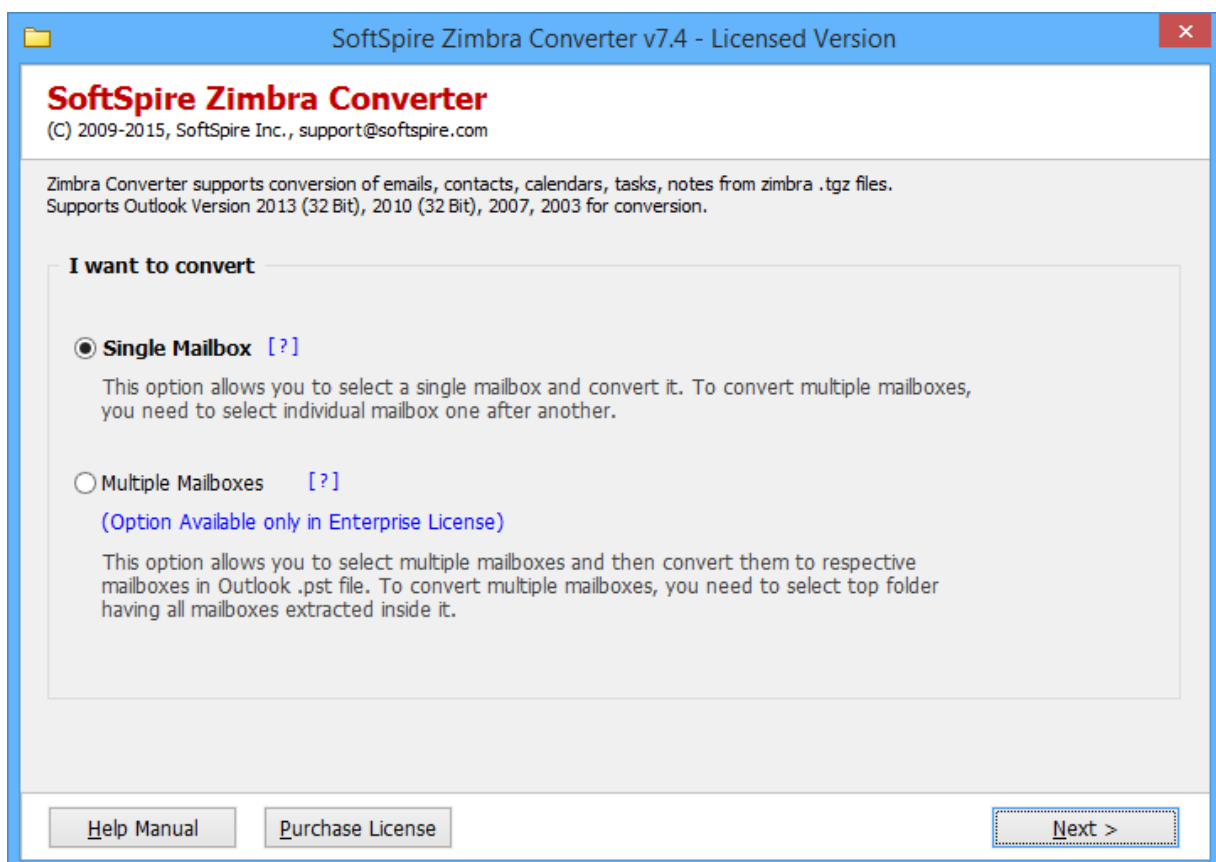 SoftSpire Zimbra Converter v7.4 - Licensed Version
SoftSpire Zimbra Converter
(C) 2009-2015, SoftSpire Inc., support@softspire.com
Zimbra Converter supports conversion of emails, contacts, calendars, tasks, notes from zimbra .tgz files.
Supports Outlook Version 2013 (32 Bit), 2010 (32 Bit), 2007, 2003 for conversion.
I want to convert
Single Mailbox [?]
This option allows you to select a single mailbox and convert it. To convert multiple mailboxes,
you need to select individual mailbox one after another.
Multiple Mailboxes [?]
(Option Available only in Enterprise License)
This option allows you to select multiple mailboxes and then convert them to respective
mailboxes in Outlook .pst file. To convert multiple mailboxes, you need to select top folder
having all mailboxes extracted inside it.
Help Manual Purchase License Next >